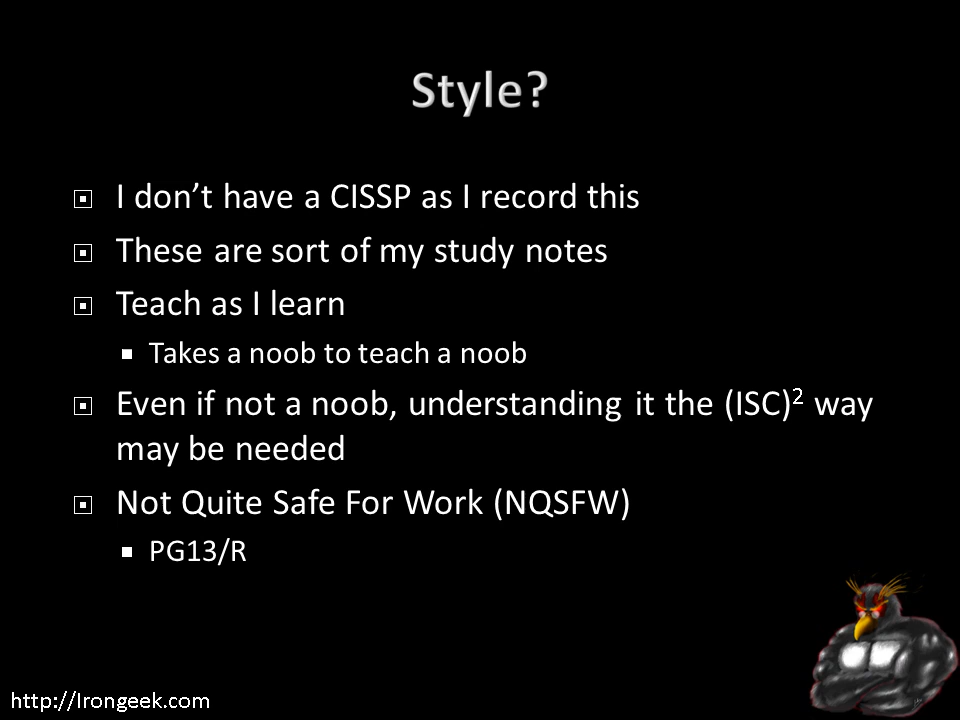 Style?
I don’t have a CISSP as I record this
These are sort of my study notes
Teach as I learn
Takes a noob to teach a noob
Even if not a noob, understanding it the (ISC)² way
may be needed
Not Quite Safe For Work (NQSFW)
PG13/R
http://Irongeek.com